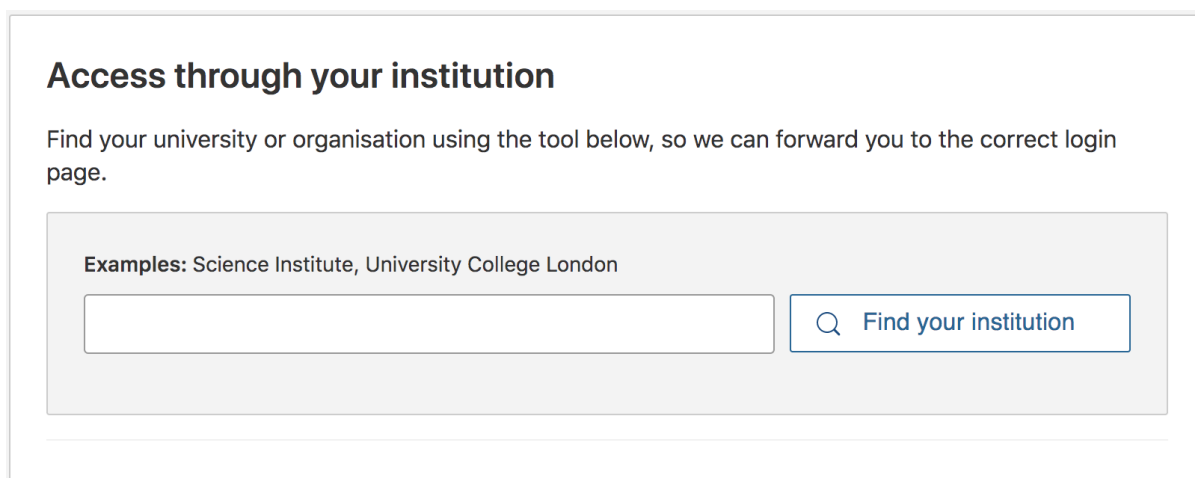 Access through your institution
Find your university or organisation using the tool below, so we can forward you to the correct login
page.
Examples: Science Institute, University College London
Find your institution